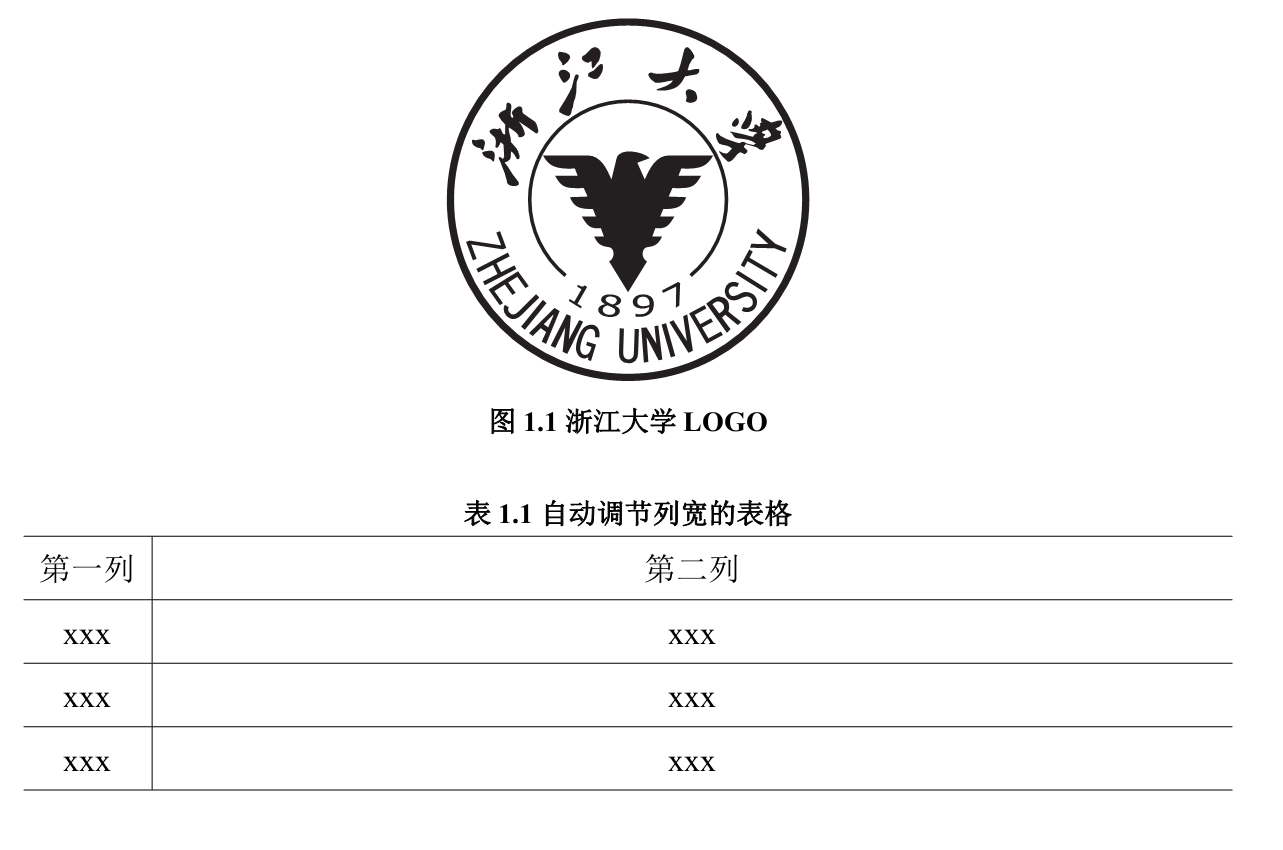 浙江大学
1897
ZHEJIANG UNIVERSITY
图 1.1 浙江大学 LOGO
表 1.1 自动调节列宽的表格
第一列 第二列
xxx xxx
xxx xxx
xxx xxx